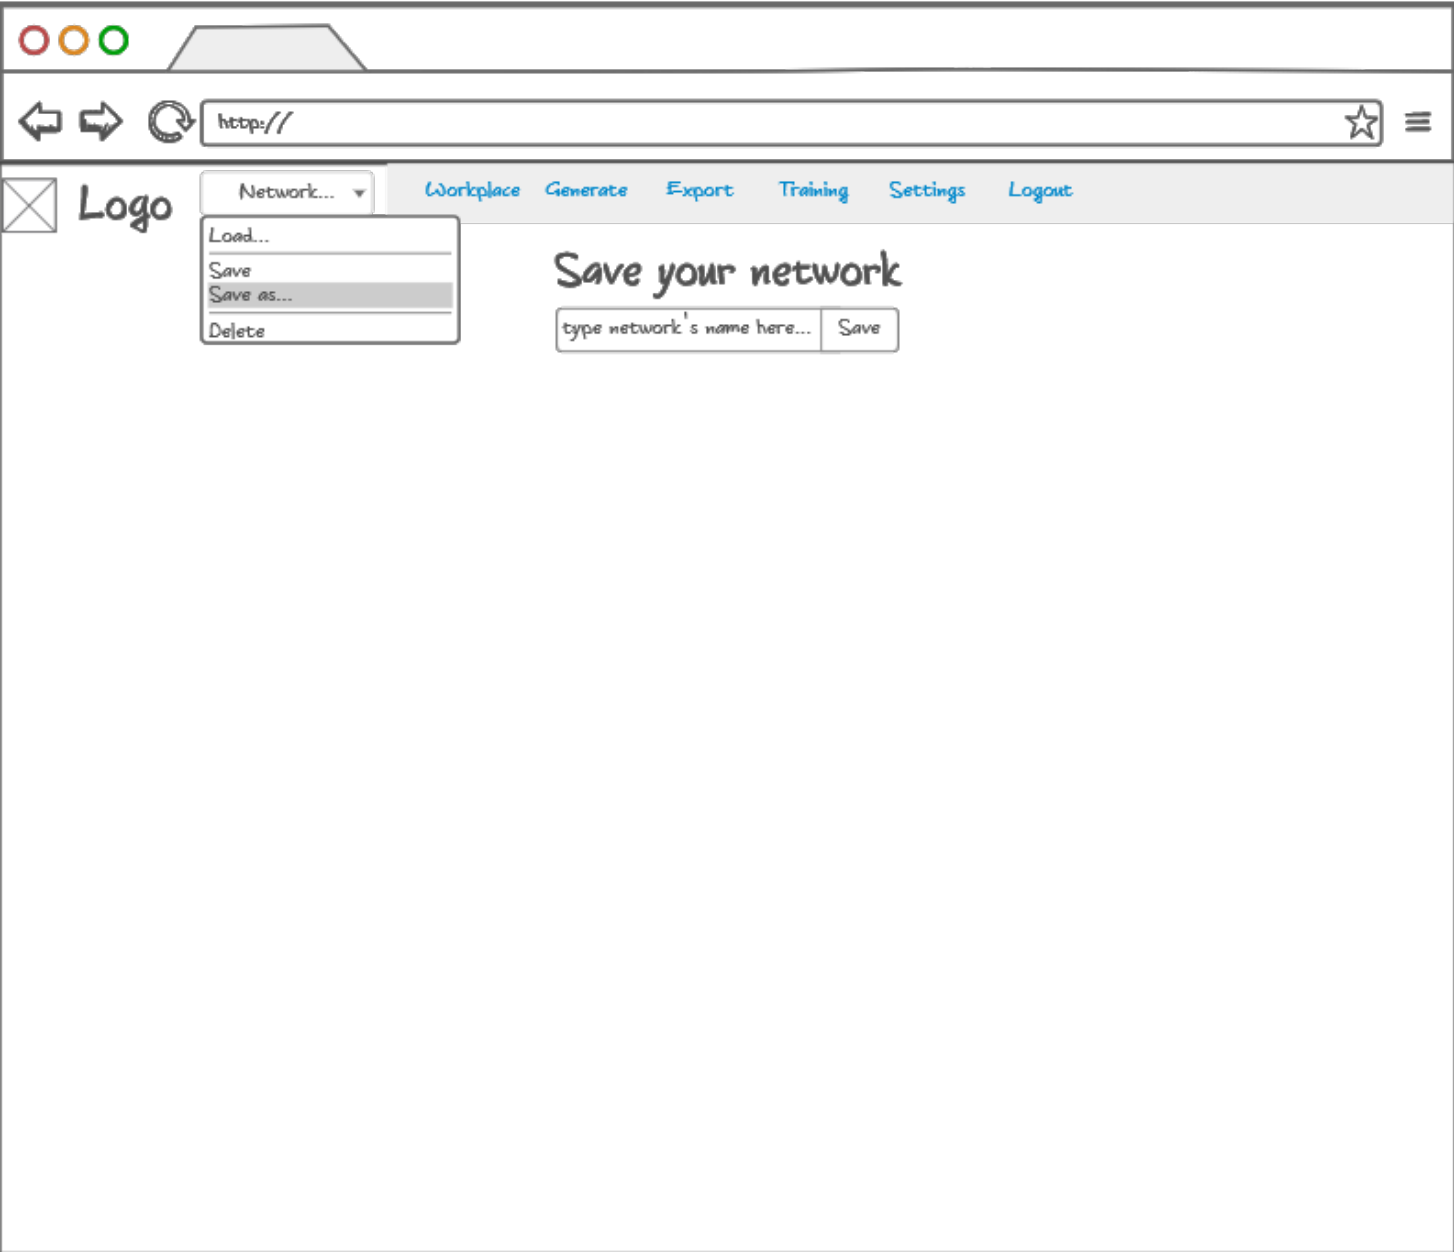 http://
Logo
Network...
Workplace Generate Export Training Settings Logout
Load...
Save
Save as...
Delete
Save your network
type network's name here... Save